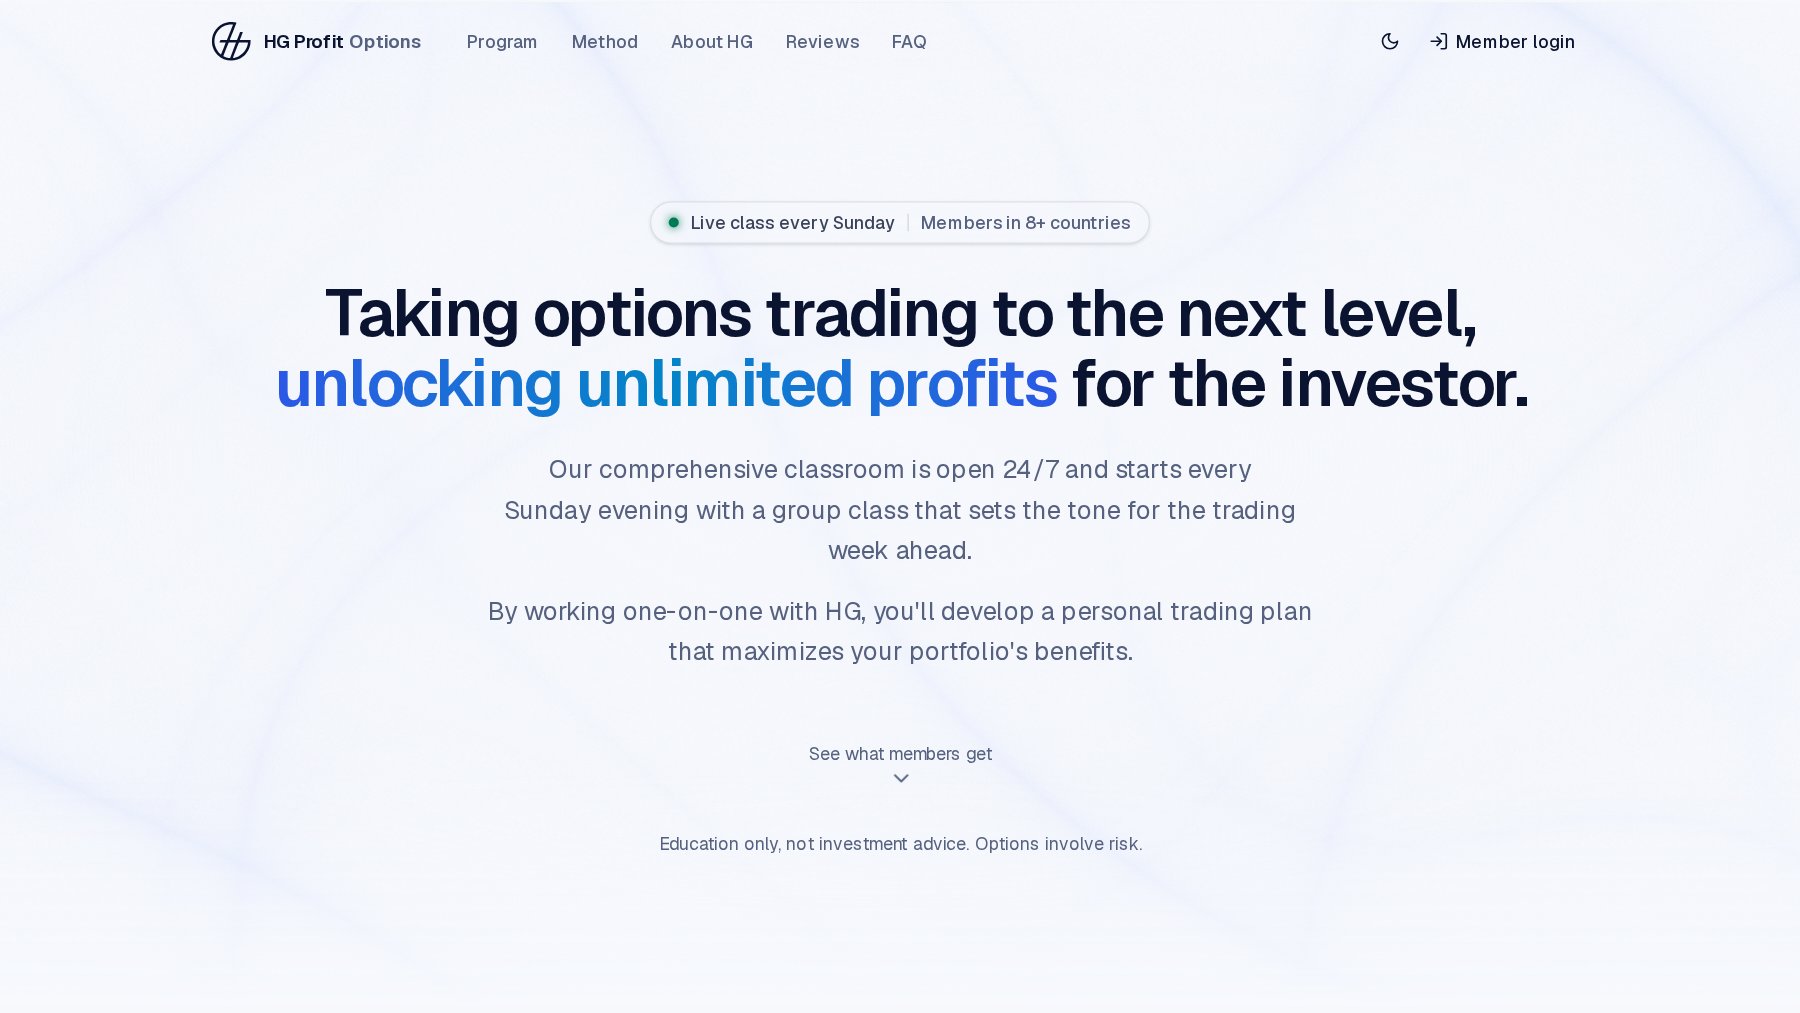 HG Profit Options
Program
Method
About HG
Reviews
FAQ
Member login
Live class every Sunday
Members in 8+ countries
Taking options trading to the next level,
unlocking unlimited profits for the investor.
Our comprehensive classroom is open 24/7 and starts every
Sunday evening with a group class that sets the tone for the trading
week ahead.
By working one-on-one with HG, you'll develop a personal trading plan
that maximizes your portfolio's benefits.
See what members get
Education only, not investment advice. Options involve risk.